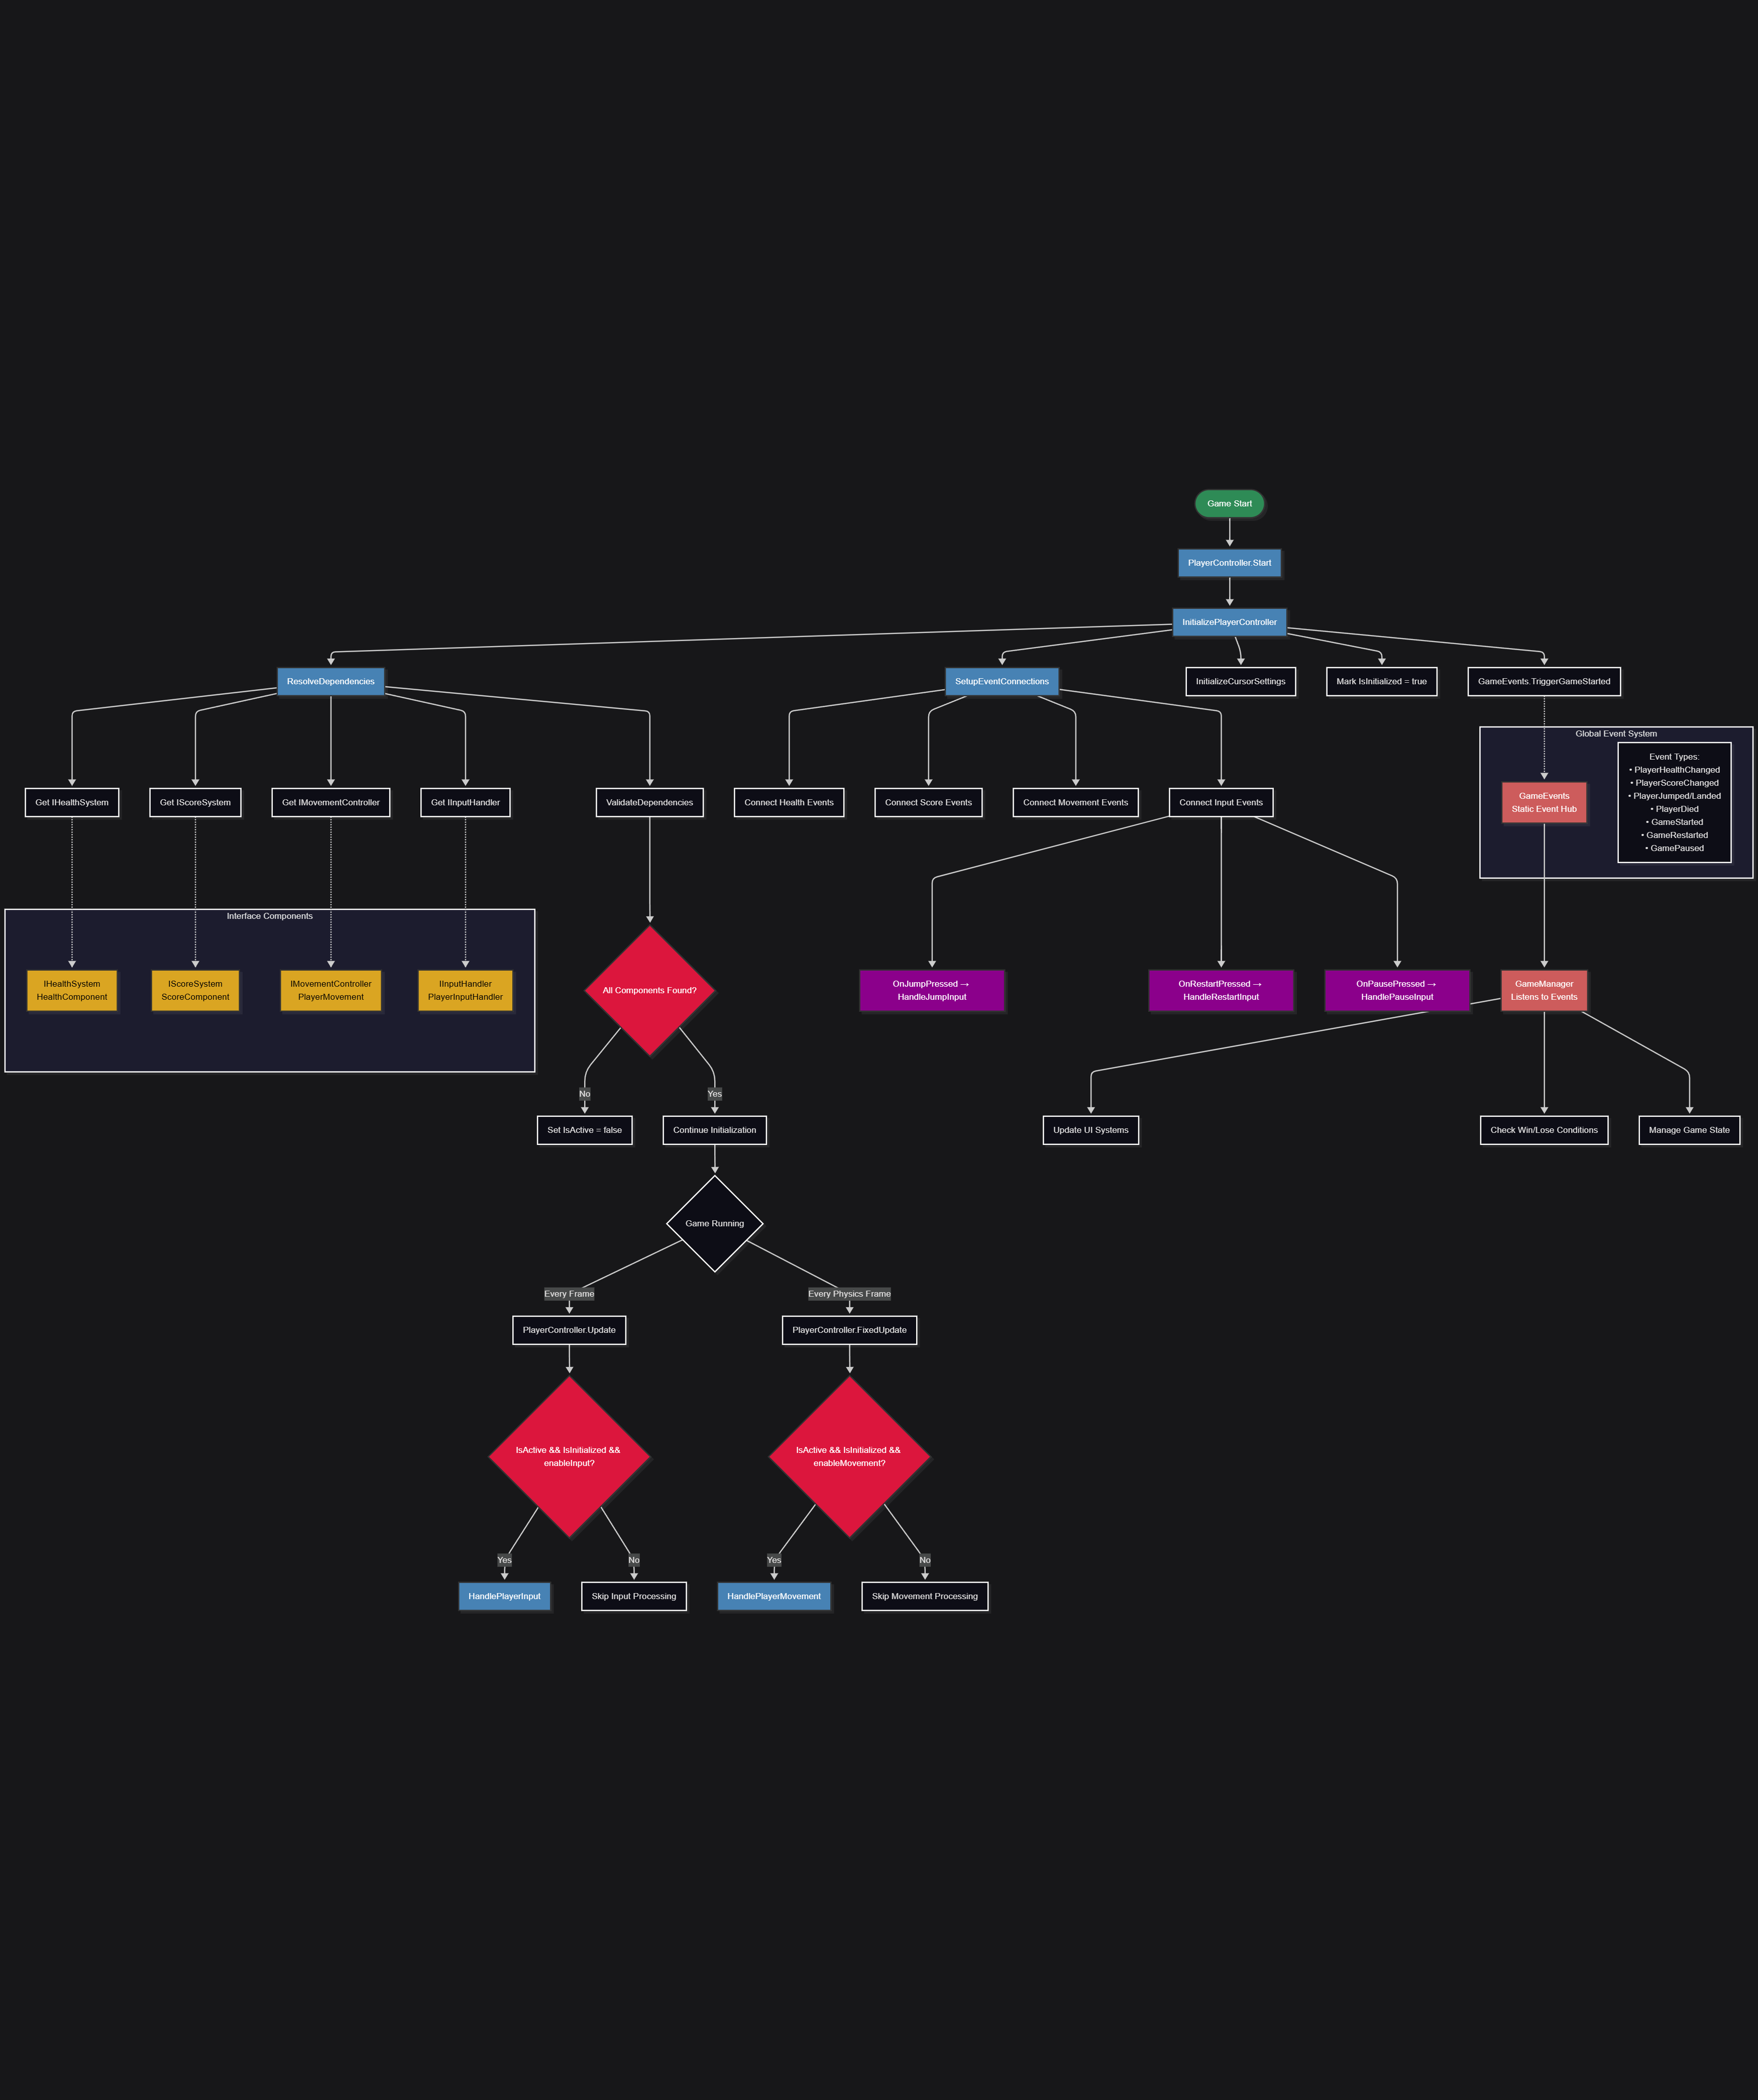 Game Start
PlayerController.Start
InitializePlayerController
ResolveDependencies
SetupEventConnections
InitializeCursorSettings
Mark IsInitialized = true
GameEvents.TriggerGameStarted
Get IHealthSystem
Get IScoreSystem
Get IMovementController
Get IInputHandler
ValidateDependencies
Connect Health Events
Connect Score Events
Connect Movement Events
Connect Input Events
Global Event System
GameEvents
Static Event Hub
Event Types:
• PlayerHealthChanged
• PlayerScoreChanged
• PlayerJumped/Landed
• PlayerDied
• GameStarted
• GameRestarted
• GamePaused
Interface Components
IHealthSystem
HealthComponent
IScoreSystem
ScoreComponent
IMovementController
PlayerMovement
IInputHandler
PlayerInputHandler
All Components Found?
OnJumpPressed →
HandleJumpInput
OnRestartPressed →
HandleRestartInput
OnPausePressed →
HandlePauseInput
GameManager
Listens to Events
No
Yes
Set IsActive = false
Continue Initialization
Update UI Systems
Check Win/Lose Conditions
Manage Game State
Game Running
Every Frame
Every Physics Frame
PlayerController.Update
PlayerController.FixedUpdate
IsActive && IsInitialized &&
enableInput?
IsActive && IsInitialized &&
enableMovement?
Yes
No
Yes
No
HandlePlayerInput
Skip Input Processing
HandlePlayerMovement
Skip Movement Processing